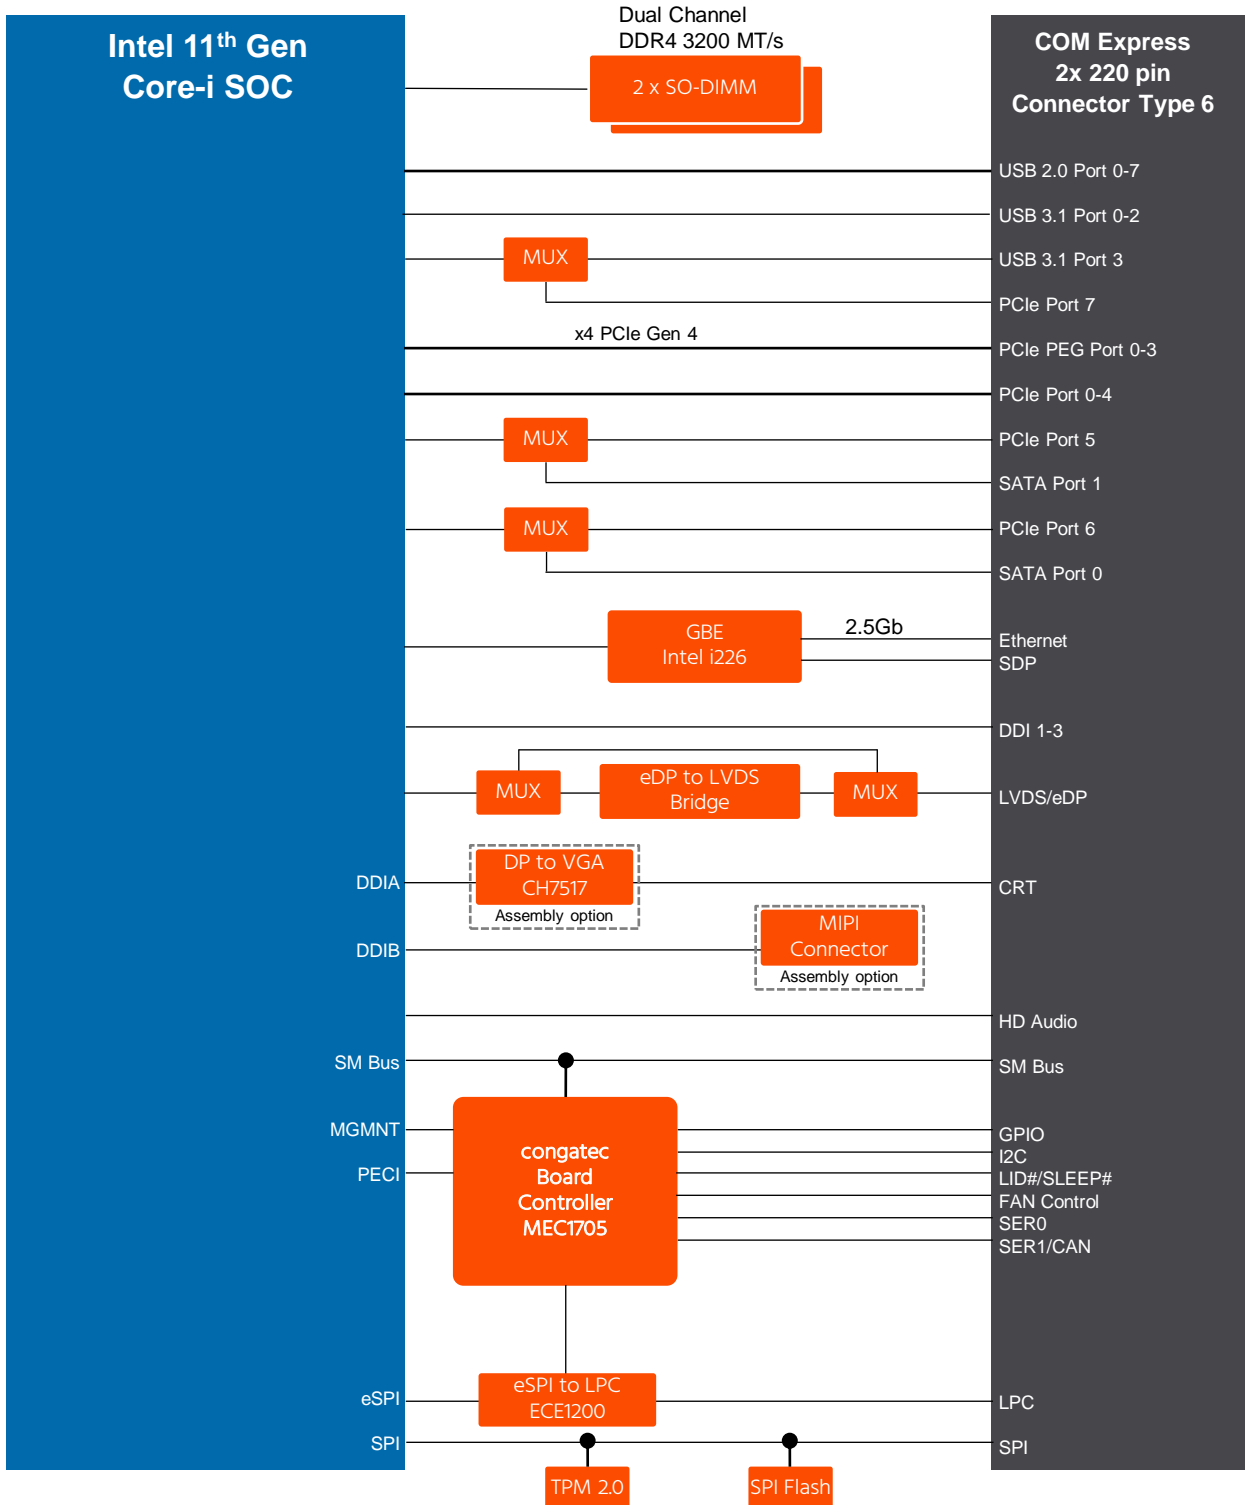 Intel 11th Gen
Core-i SOC
Dual Channel
DDR4 3200 MT/s
2 x SO-DIMM
COM Express
2x 220 pin
Connector Type 6
USB 2.0 Port 0-7
USB 3.1 Port 0-2
MUX
USB 3.1 Port 3
PCIe Port 7
x4 PCIe Gen 4
PCIe PEG Port 0-3
PCIe Port 0-4
MUX
PCIe Port 5
SATA Port 1
MUX
PCIe Port 6
SATA Port 0
GBE
Intel i226
2.5Gb
Ethernet
SDP
DDI 1-3
MUX
eDP to LVDS
Bridge
MUX
LVDS/eDP
DDIA
DP to VGA
CH7517
Assembly option
CRT
DDIB
MIPI
Connector
Assembly option
HD Audio
SM Bus
SM Bus
MGMNT
PECI
congatec
Board
Controller
MEC1705
GPIO
I2C
LID#/SLEEP#
FAN Control
SER0
SER1/CAN
eSPI
eSPI to LPC
ECE1200
LPC
SPI
SPI
TPM 2.0
SPI Flash